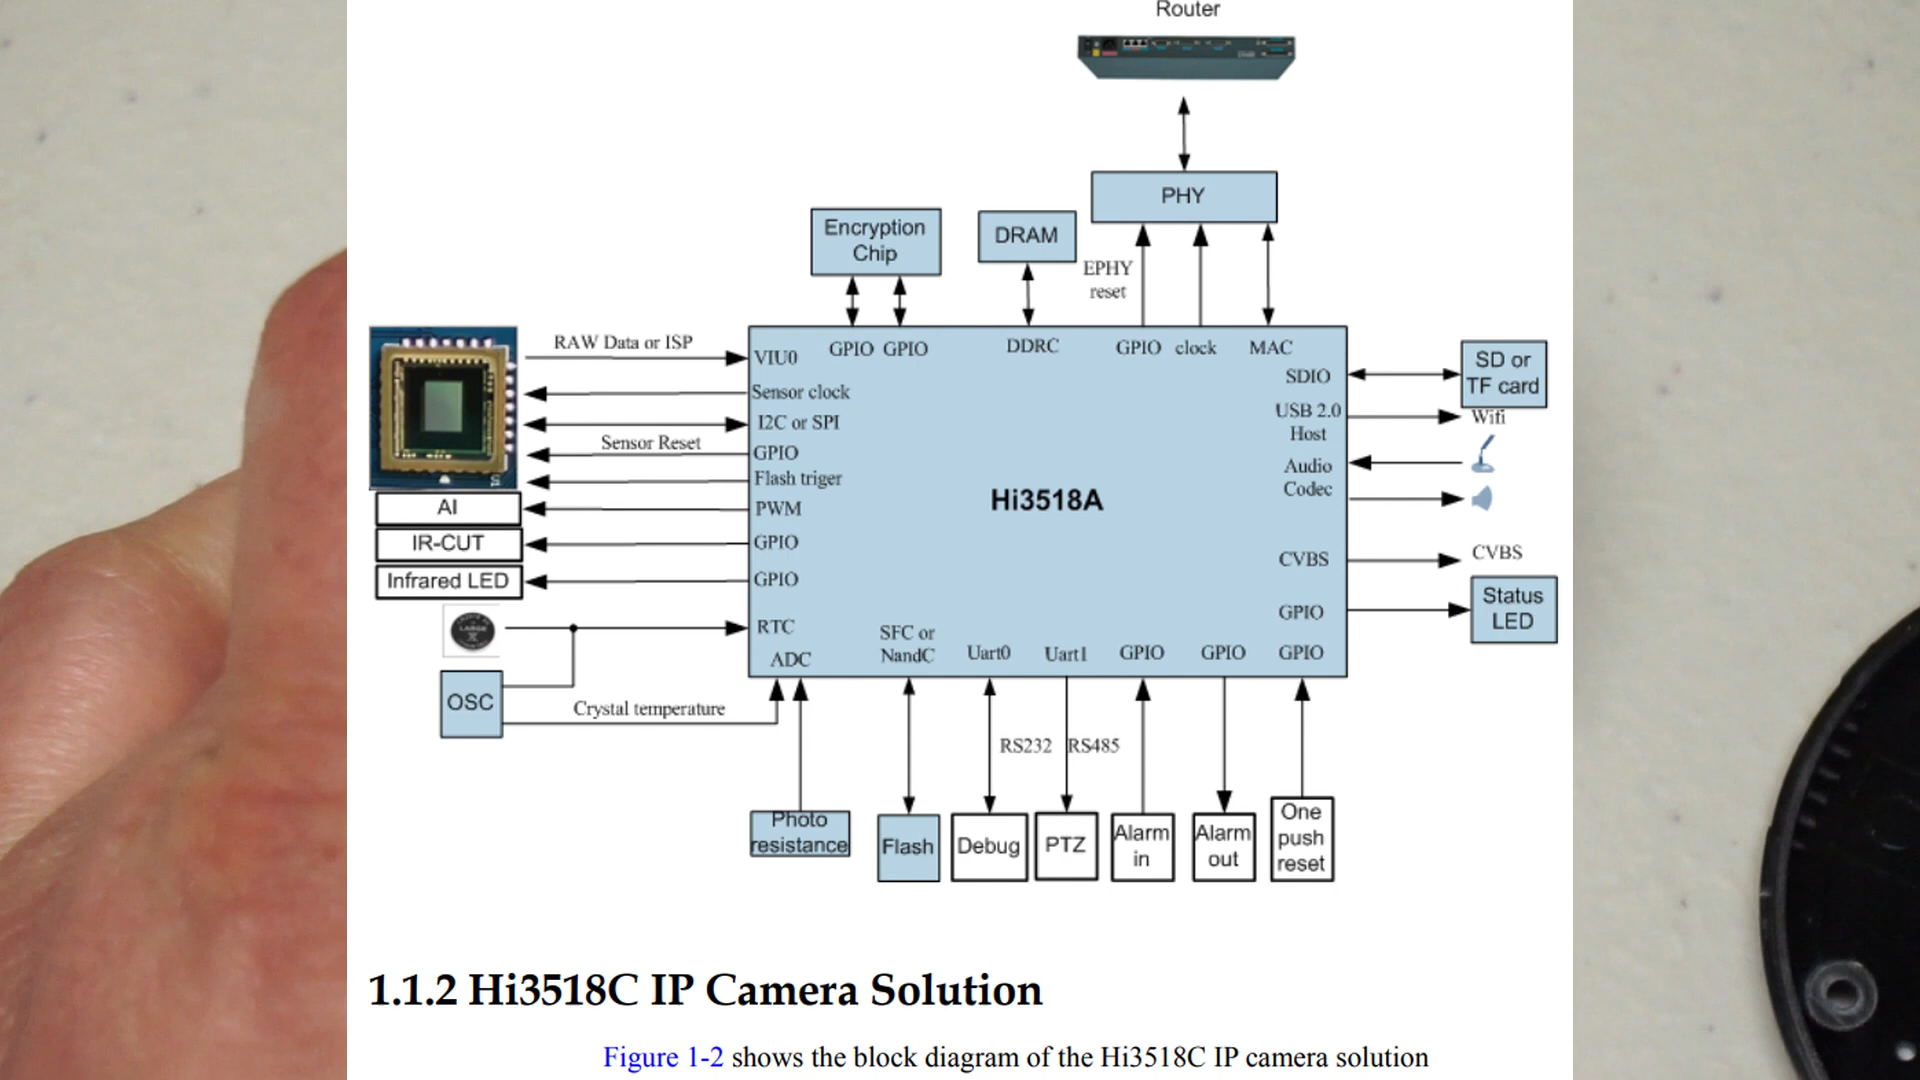 Router
PHY
Encryption
Chip
DRAM
EPHY
reset
RAW Data or ISP
VIU0
GPIO GPIO
DDRC
GPIO clock
MAC
SDIO
SD or
TF card
Sensor clock
I2C or SPI
USB 2.0
Host
Wifi
Sensor Reset
GPIO
Flash triger
Audio
Codec
AI
PWM
Hi3518A
IR-CUT
GPIO
CVBS
CVBS
Infrared LED
GPIO
GPIO
Status
LED
RTC
ADC
SFC or
NandC
Uart0
Uart1
GPIO
GPIO
GPIO
OSC
Crystal temperature
RS232
RS485
Photo
resistance
Flash
Debug
PTZ
Alarm
in
Alarm
out
One
push
reset
1.1.2 Hi3518C IP Camera Solution
Figure 1-2 shows the block diagram of the Hi3518C IP camera solution